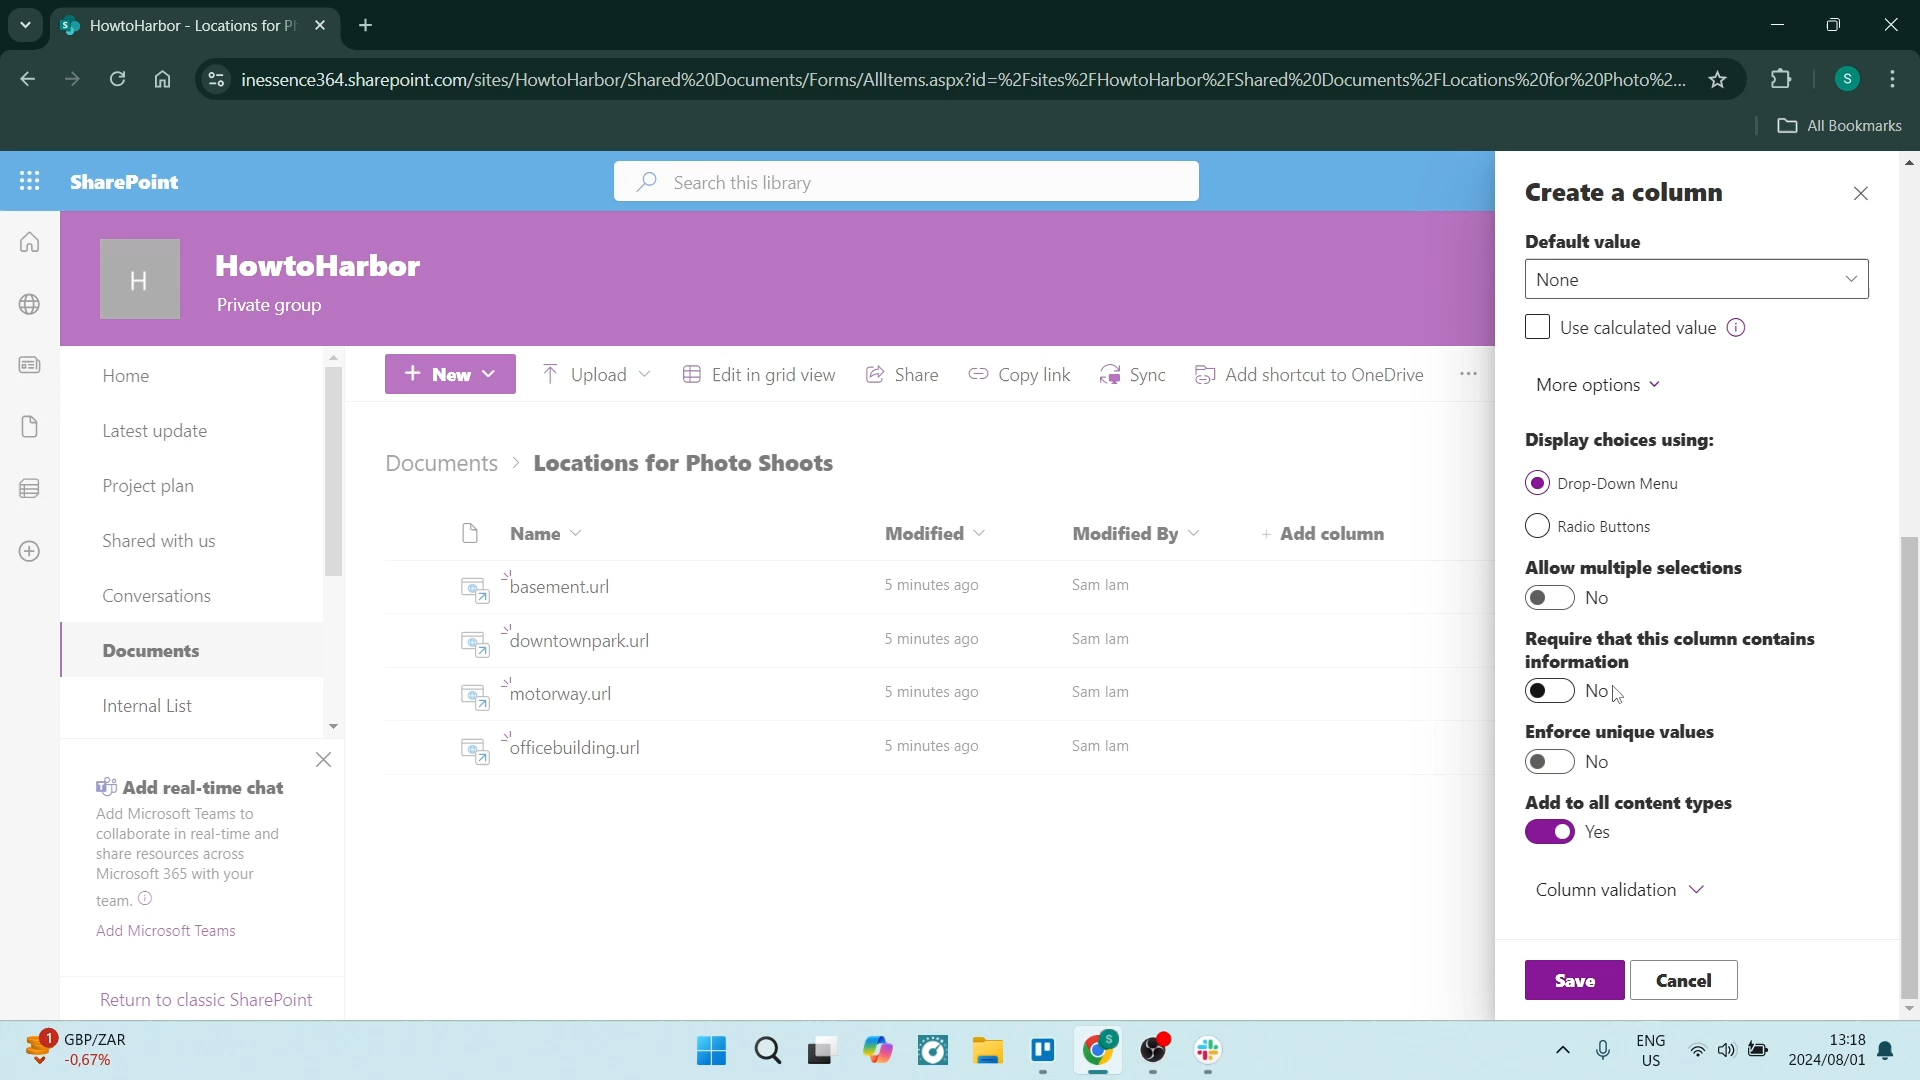 HowtoHarbor - Locations for P
inessence364.sharepoint.com/sites/HowtoHarbor/Shared%20Documents/Forms/AllItems.aspx?id=%2Fsites%2FHowtoHarbor%2FShared%20Documents%2FLocations%20for%20Photo%2...
S
All Bookmarks
SharePoint
Search this library
H
HowtoHarbor
Private group
Home
Latest update
Project plan
Shared with us
Conversations
Documents
Internal List
Add real-time chat
Add Microsoft Teams to
collaborate in real-time and
share resources across
Microsoft 365 with your
team.
Add Microsoft Teams
Return to classic SharePoint
+ New
Upload
Edit in grid view
Share
Copy link
Sync
Add shortcut to OneDrive
...
Documents > Locations for Photo Shoots
Name
Modified
Modified By
+ Add column
basement.url
5 minutes ago
Sam Iam
downtownpark.url
5 minutes ago
Sam Iam
motorway.url
5 minutes ago
Sam Iam
officebuilding.url
5 minutes ago
Sam Iam
Create a column
Default value
None
Use calculated value
More options
Display choices using:
Drop-Down Menu
Radio Buttons
Allow multiple selections
No
Require that this column contains
information
No
Enforce unique values
No
Add to all content types
Yes
Column validation
Save
Cancel
1
GBP/ZAR
-0,67%
S
ENG
US
13:18
2024/08/01